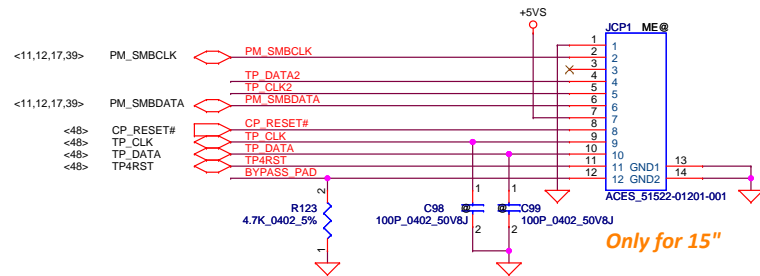 +5VS
JCP1 ME@
<11,12,17,39> PM_SMBCLK PM_SMBCLK
TP_DATA2
TP_CLK2
<11,12,17,39> PM_SMBDATA PM_SMBDATA
<48> CP_RESET# CP_RESET#
<48> TP_CLK TP_CLK
<48> TP_DATA TP_DATA
<48> TP4RST TP4RST
BYPASS_PAD
1 1
2 2
3 3
4 4
5 5
6 6
7 7
8 8
9 9
10 10
11 11 GND1 13
12 12 GND2 14
ACES_51522-01201-001
2
R123
4.7K_0402_5%
1
1
@ C98
100P_0402_50V8J
2
1
@ C99
100P_0402_50V8J
2
Only for 15"